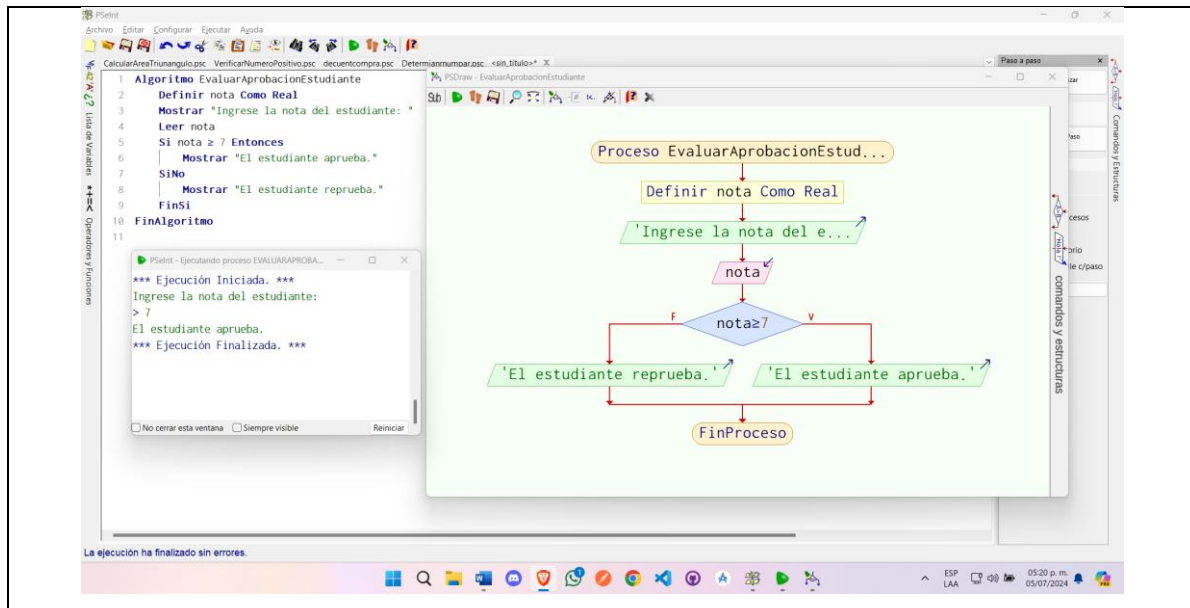 PSeInt
Archivo Editar Configurar Ejecutar Ayuda
CalcularAreaTriunangulo.psc VerificarNumeroPositivo.psc decuentcompra.psc Determianrnumpar.psc <sin_titulo>*
1 Algoritmo EvaluarAprobacionEstudiante
2 Definir nota Como Real
3 Mostrar "Ingrese la nota del estudiante: "
4 Leer nota
5 Si nota ≥ 7 Entonces
6 Mostrar "El estudiante aprueba."
7 SiNo
8 Mostrar "El estudiante reprueba."
9 FinSi
10 FinAlgoritmo
11
Lista de Variables
*+=<
Operadores y Funciones
PSeInt - Ejecutando proceso EVALUARAPROBA...
*** Ejecución Iniciada. ***
Ingrese la nota del estudiante:
> 7
El estudiante aprueba.
*** Ejecución Finalizada. ***
No cerrar esta ventana Siempre visible Reiniciar
PSDraw - EvaluarAprobacionEstudiante
Proceso EvaluarAprobacionEstud...
Definir nota Como Real
'Ingrese la nota del e...'
nota
F nota≥7 V
'El estudiante reprueba.' 'El estudiante aprueba.'
FinProceso
comandos y estructuras
Paso a paso
Comandos y Estructuras
La ejecución ha finalizado sin errores.
ESP
LAA
05:20 p. m.
05/07/2024